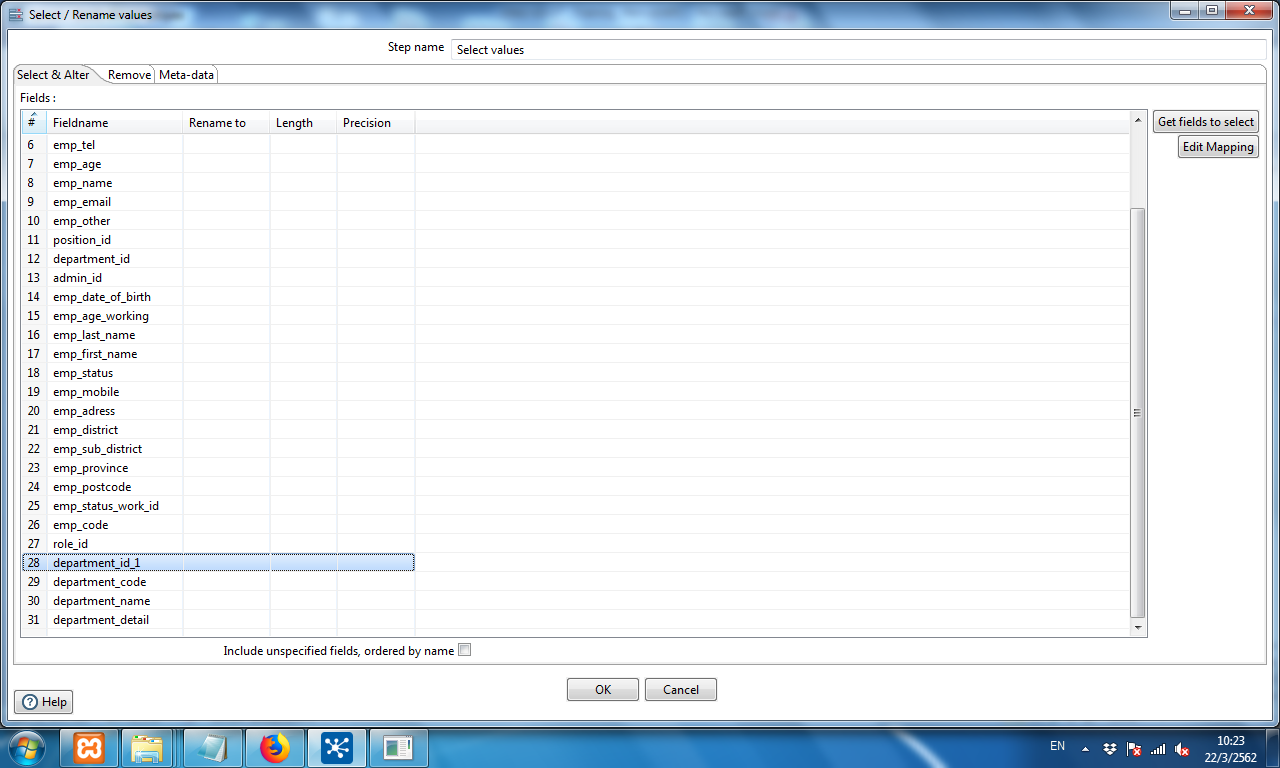 Select / Rename values
Step name Select values
Select & Alter Remove Meta-data
Fields :
# Fieldname Rename to Length Precision
Get fields to select
Edit Mapping
6 emp_tel
7 emp_age
8 emp_name
9 emp_email
10 emp_other
11 position_id
12 department_id
13 admin_id
14 emp_date_of_birth
15 emp_age_working
16 emp_last_name
17 emp_first_name
18 emp_status
19 emp_mobile
20 emp_adress
21 emp_district
22 emp_sub_district
23 emp_province
24 emp_postcode
25 emp_status_work_id
26 emp_code
27 role_id
28 department_id_1
29 department_code
30 department_name
31 department_detail
Include unspecified fields, ordered by name
OK Cancel
Help
EN 10:23
22/3/2562